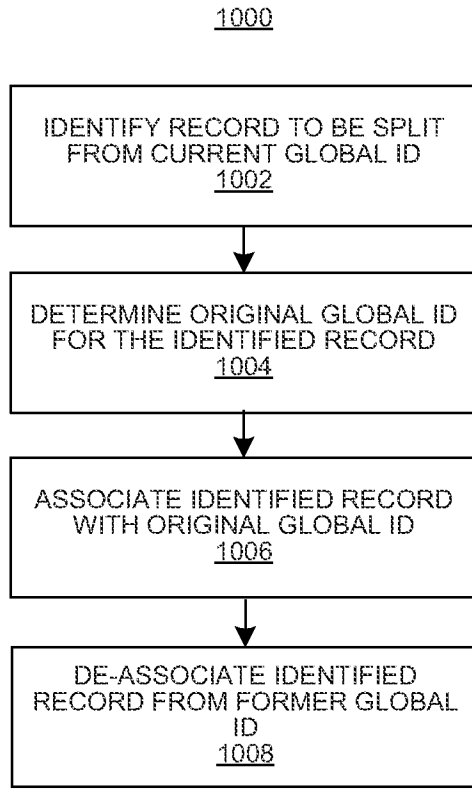 1000
IDENTIFY RECORD TO BE SPLIT
FROM CURRENT GLOBAL ID
1002
DETERMINE ORIGINAL GLOBAL ID
FOR THE IDENTIFIED RECORD
1004
ASSOCIATE IDENTIFIED RECORD
WITH ORIGINAL GLOBAL ID
1006
DE-ASSOCIATE IDENTIFIED
RECORD FROM FORMER GLOBAL
ID
1008